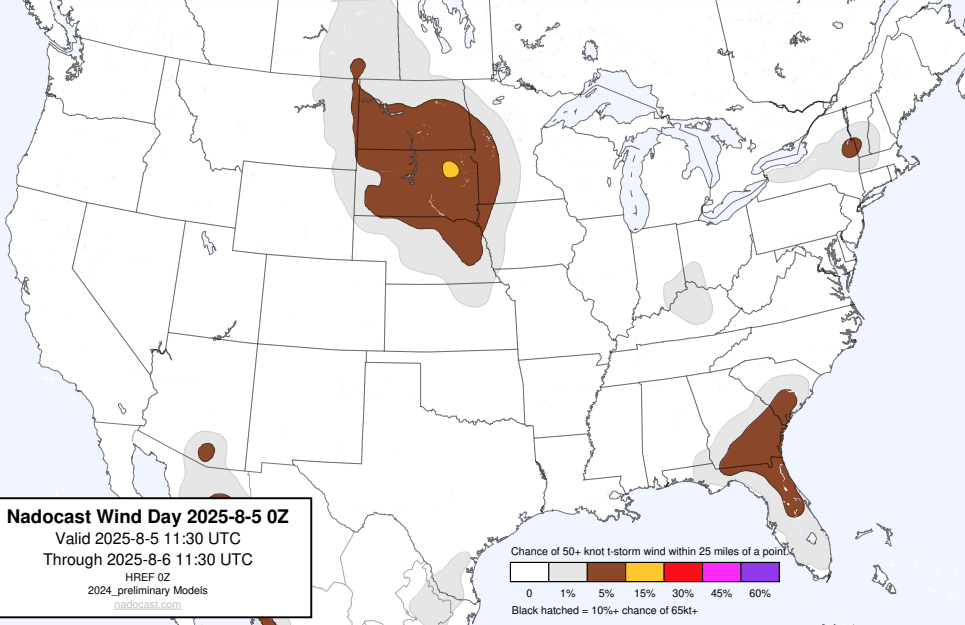 Nadocast Wind Day 2025-8-5 0Z
Valid 2025-8-5 11:30 UTC
Through 2025-8-6 11:30 UTC
HREF 0Z
2024_preliminary Models
nadocast.com
Chance of 50+ knot t-storm wind within 25 miles of a point.
0 1% 5% 15% 30% 45% 60%
Black hatched = 10%+ chance of 65kt+